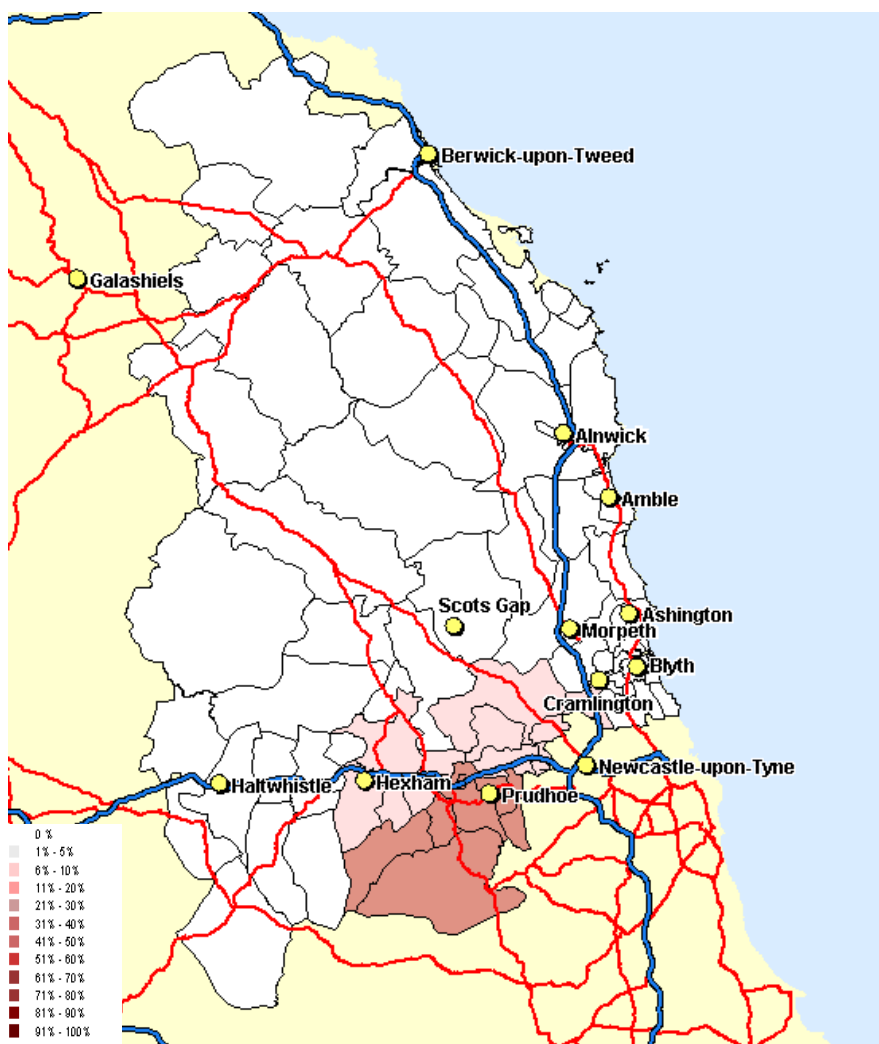 Berwick-upon-Tweed
Galashiels
Alnwick
Amble
Scots Gap
Ashington
Morpeth
Blyth
Cramlington
Newcastle-upon-Tyne
Haltwhistle
Hexham
Prudhoe
0 %
1% - 5%
6% - 10%
11% - 20%
21% - 30%
31% - 40%
41% - 50%
51% - 60%
61% - 70%
71% - 80%
81% - 90%
91% - 100%